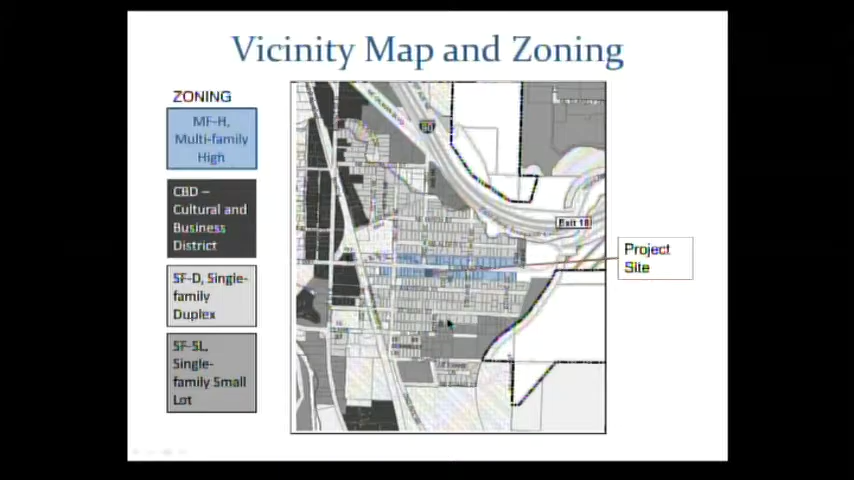 Vicinity Map and Zoning
ZONING
MF-H,
Multi-family
High
CBD –
Cultural and
Business
District
SF-D, Single-
family
Duplex
SF-SL,
Single-
family Small
Lot
90
Exit 18
Project
Site